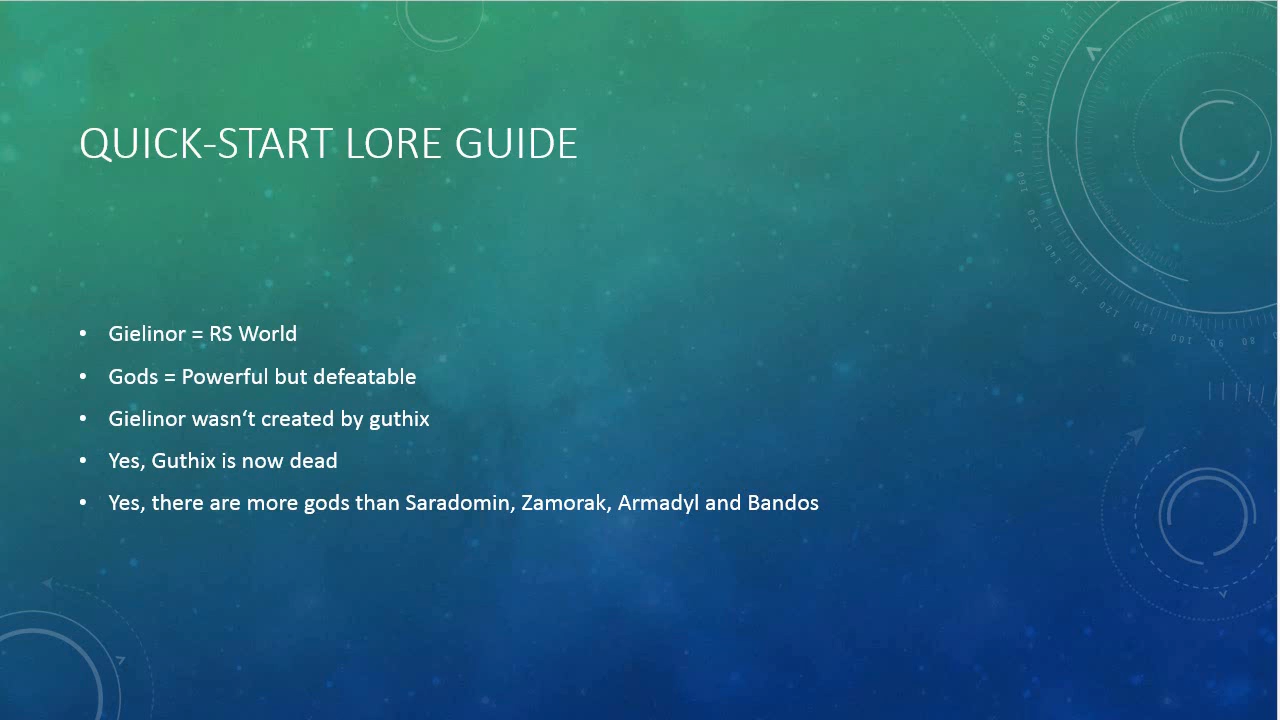 QUICK-START LORE GUIDE
• Gielinor = RS World
• Gods = Powerful but defeatable
• Gielinor wasn‘t created by guthix
• Yes, Guthix is now dead
• Yes, there are more gods than Saradomin, Zamorak, Armadyl and Bandos